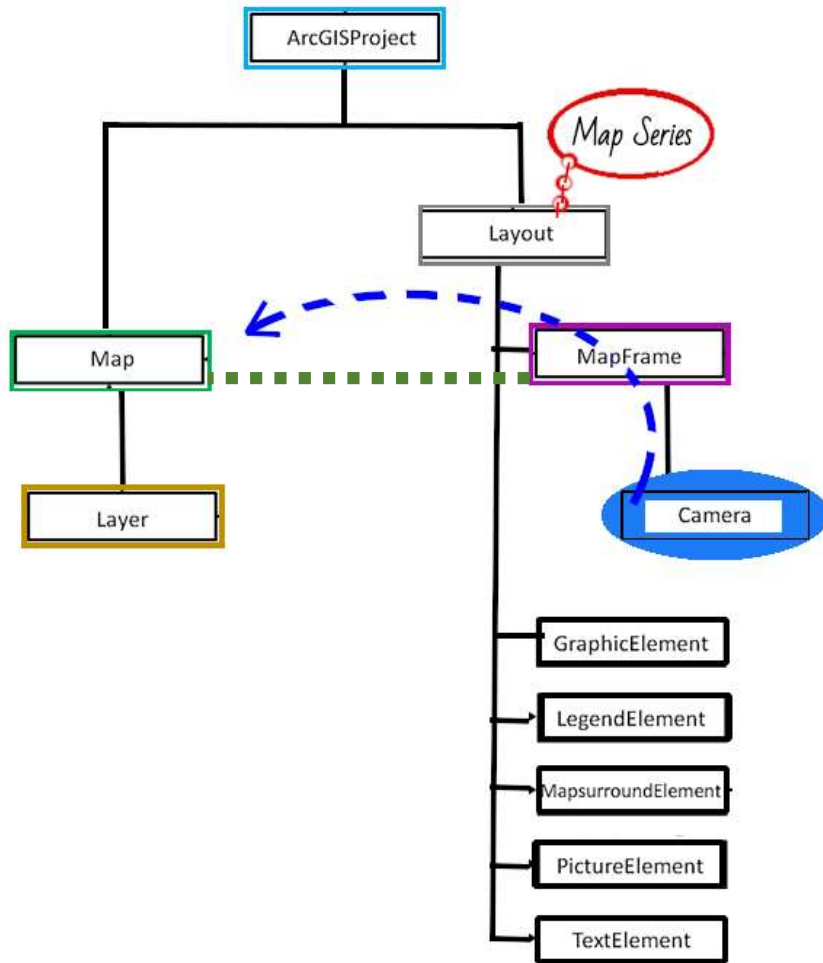 ArcGISProject
Map Series
Layout
Map
MapFrame
Layer
Camera
GraphicElement
LegendElement
MapsurroundElement
PictureElement
TextElement